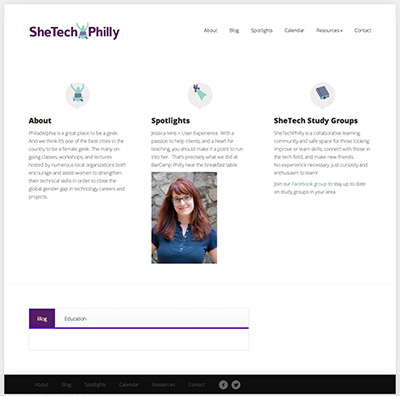 SheTech Philly
About Blog Spotlights Calendar Resources Contact
About
Philadelphia is a great place to be a geek.
And we think it's one of the best cities in the
country to be a female geek. The many on-
going classes, workshops, and lectures
hosted by numerous local organizations both
encourage and assist women to strengthen
their technical skills in order to close the
global gender gap in technology careers and
projects.
Spotlights
Jessica Ivins + User Experience. With a
passion to help clients, and a heart for
teaching, you should make it a point to run
into her. That's precisely what we did at
BarCamp Philly near the breakfast table.
SheTech Study Groups
SheTechPhilly is a collaborative learning
community and safe space for those looking
improve or learn skills, connect with those in
the tech field, and make new friends.
No experience necessary. Just curiosity and
enthusiasm to learn!
Join our Facebook group to stay up to date
on study groups in your area.
Blog Education
About Blog Spotlights Calendar Resources Contact